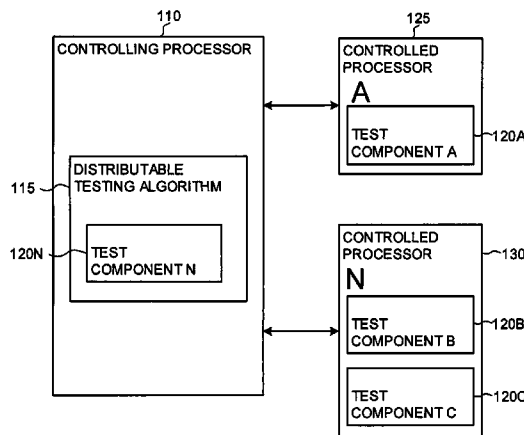 110
CONTROLLING PROCESSOR
115
DISTRIBUTABLE
TESTING ALGORITHM
120N
TEST
COMPONENT N
125
CONTROLLED
PROCESSOR
A
TEST
COMPONENT A
120A
CONTROLLED
PROCESSOR
130
N
TEST
COMPONENT B
120B
TEST
COMPONENT C
120C